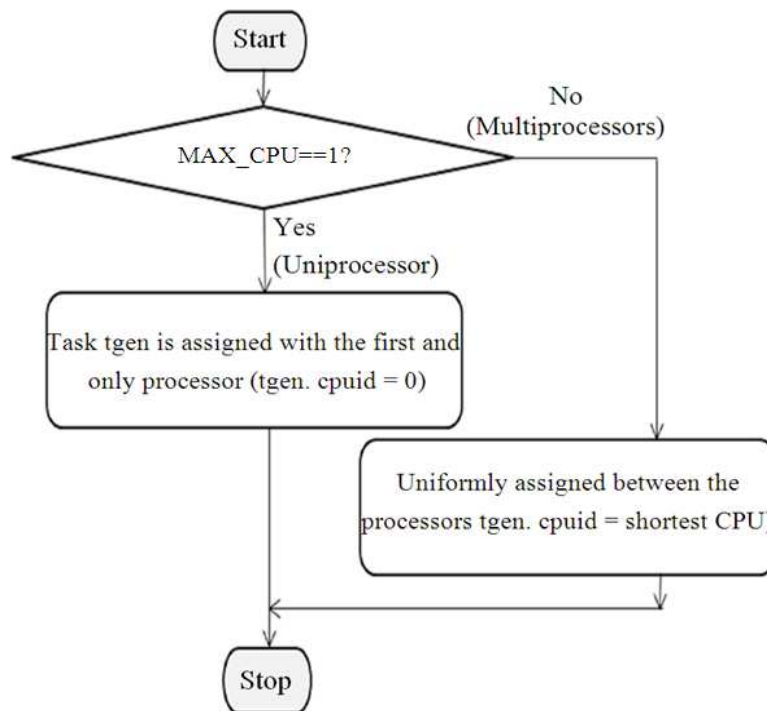 Start
No
(Multiprocessors)
MAX_CPU==1?
Yes
(Uniprocessor)
Task tgen is assigned with the first and
only processor (tgen. cpuid = 0)
Uniformly assigned between the
processors tgen. cpuid = shortest CPU)
Stop